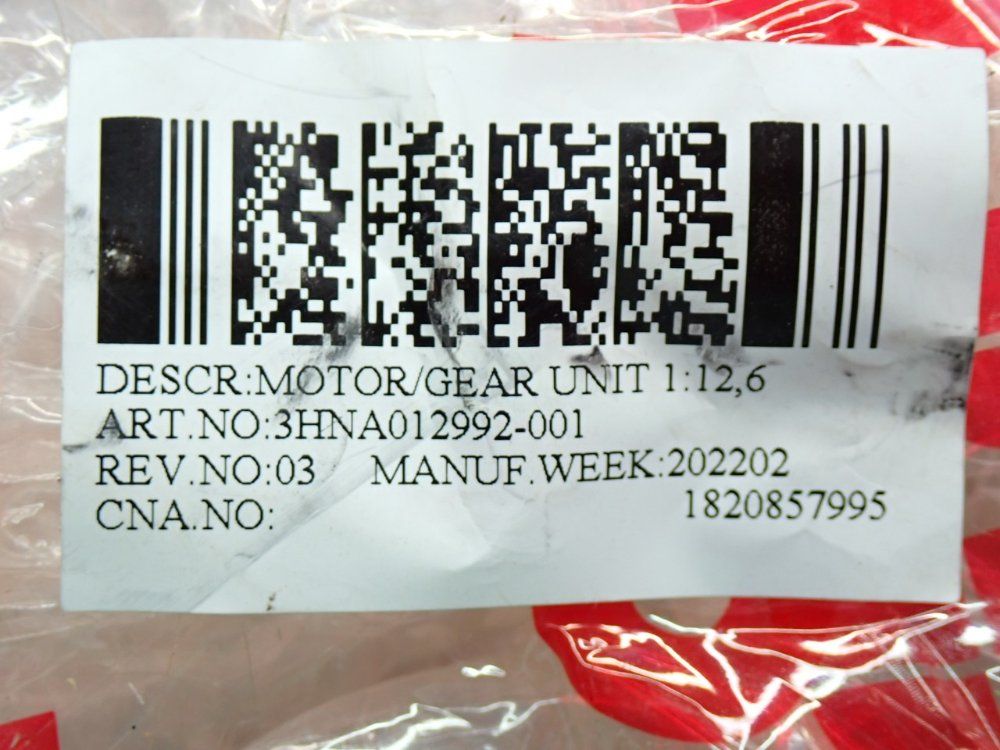 DESCR:MOTOR/GEAR UNIT 1:12,6
ART.NO:3HNA012992-001
REV.NO:03 MANUF.WEEK:202202
CNA.NO: 1820857995